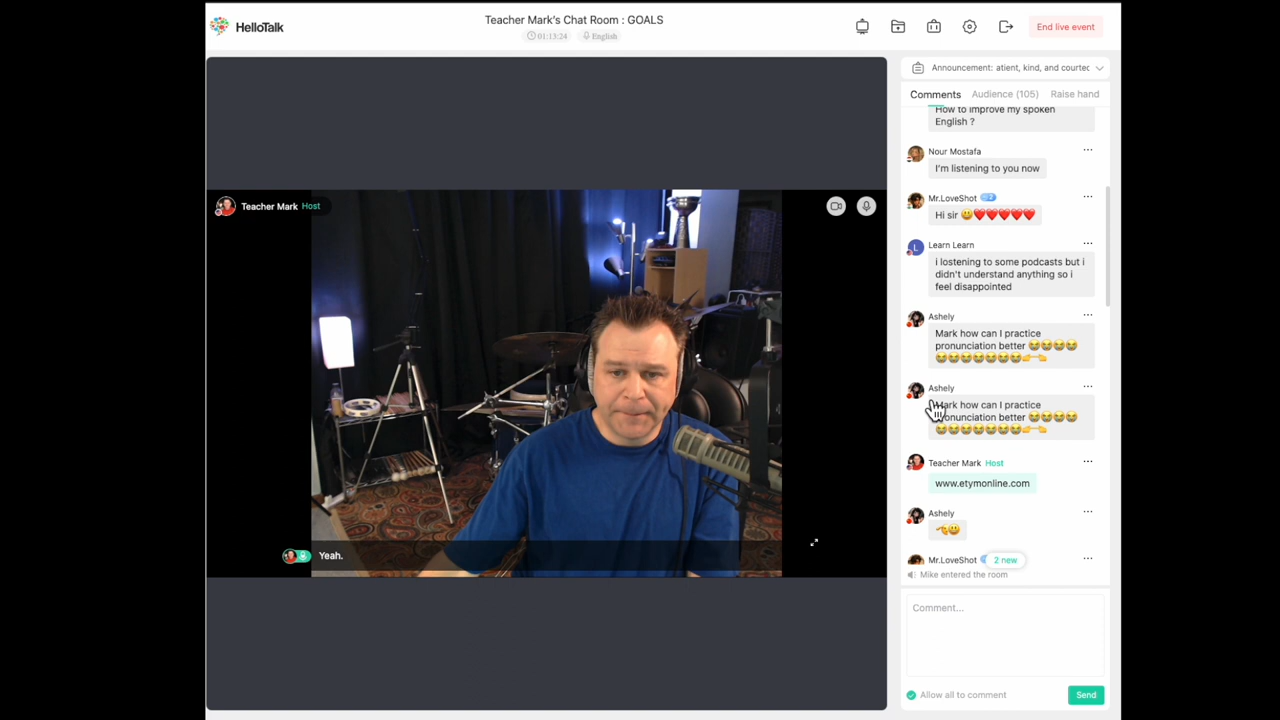 HelloTalk
Teacher Mark's Chat Room : GOALS
01:13:24
English
End live event
Announcement: atient, kind, and courtec
Comments
Audience (105)
Raise hand
How to improve my spoken
English ?
Nour Mostafa
I'm listening to you now
Mr.LoveShot
Hi sir 😃❤️❤️❤️❤️❤️
L
Learn Learn
i lostening to some podcasts but i
didn't understand anything so i
feel disappointed
Ashely
Mark how can I practice
pronunciation better 😭😭😭😭
😭😭😭😭😭😭😭👉👈
Ashely
Mark how can I practice
pronunciation better 😭😭😭😭
😭😭😭😭😭😭😭👉👈
Teacher Mark Host
www.etymonline.com
Ashely
Mr.LoveShot
2 new
Mike entered the room
Comment...
Allow all to comment
Send
Teacher Mark Host
Yeah.